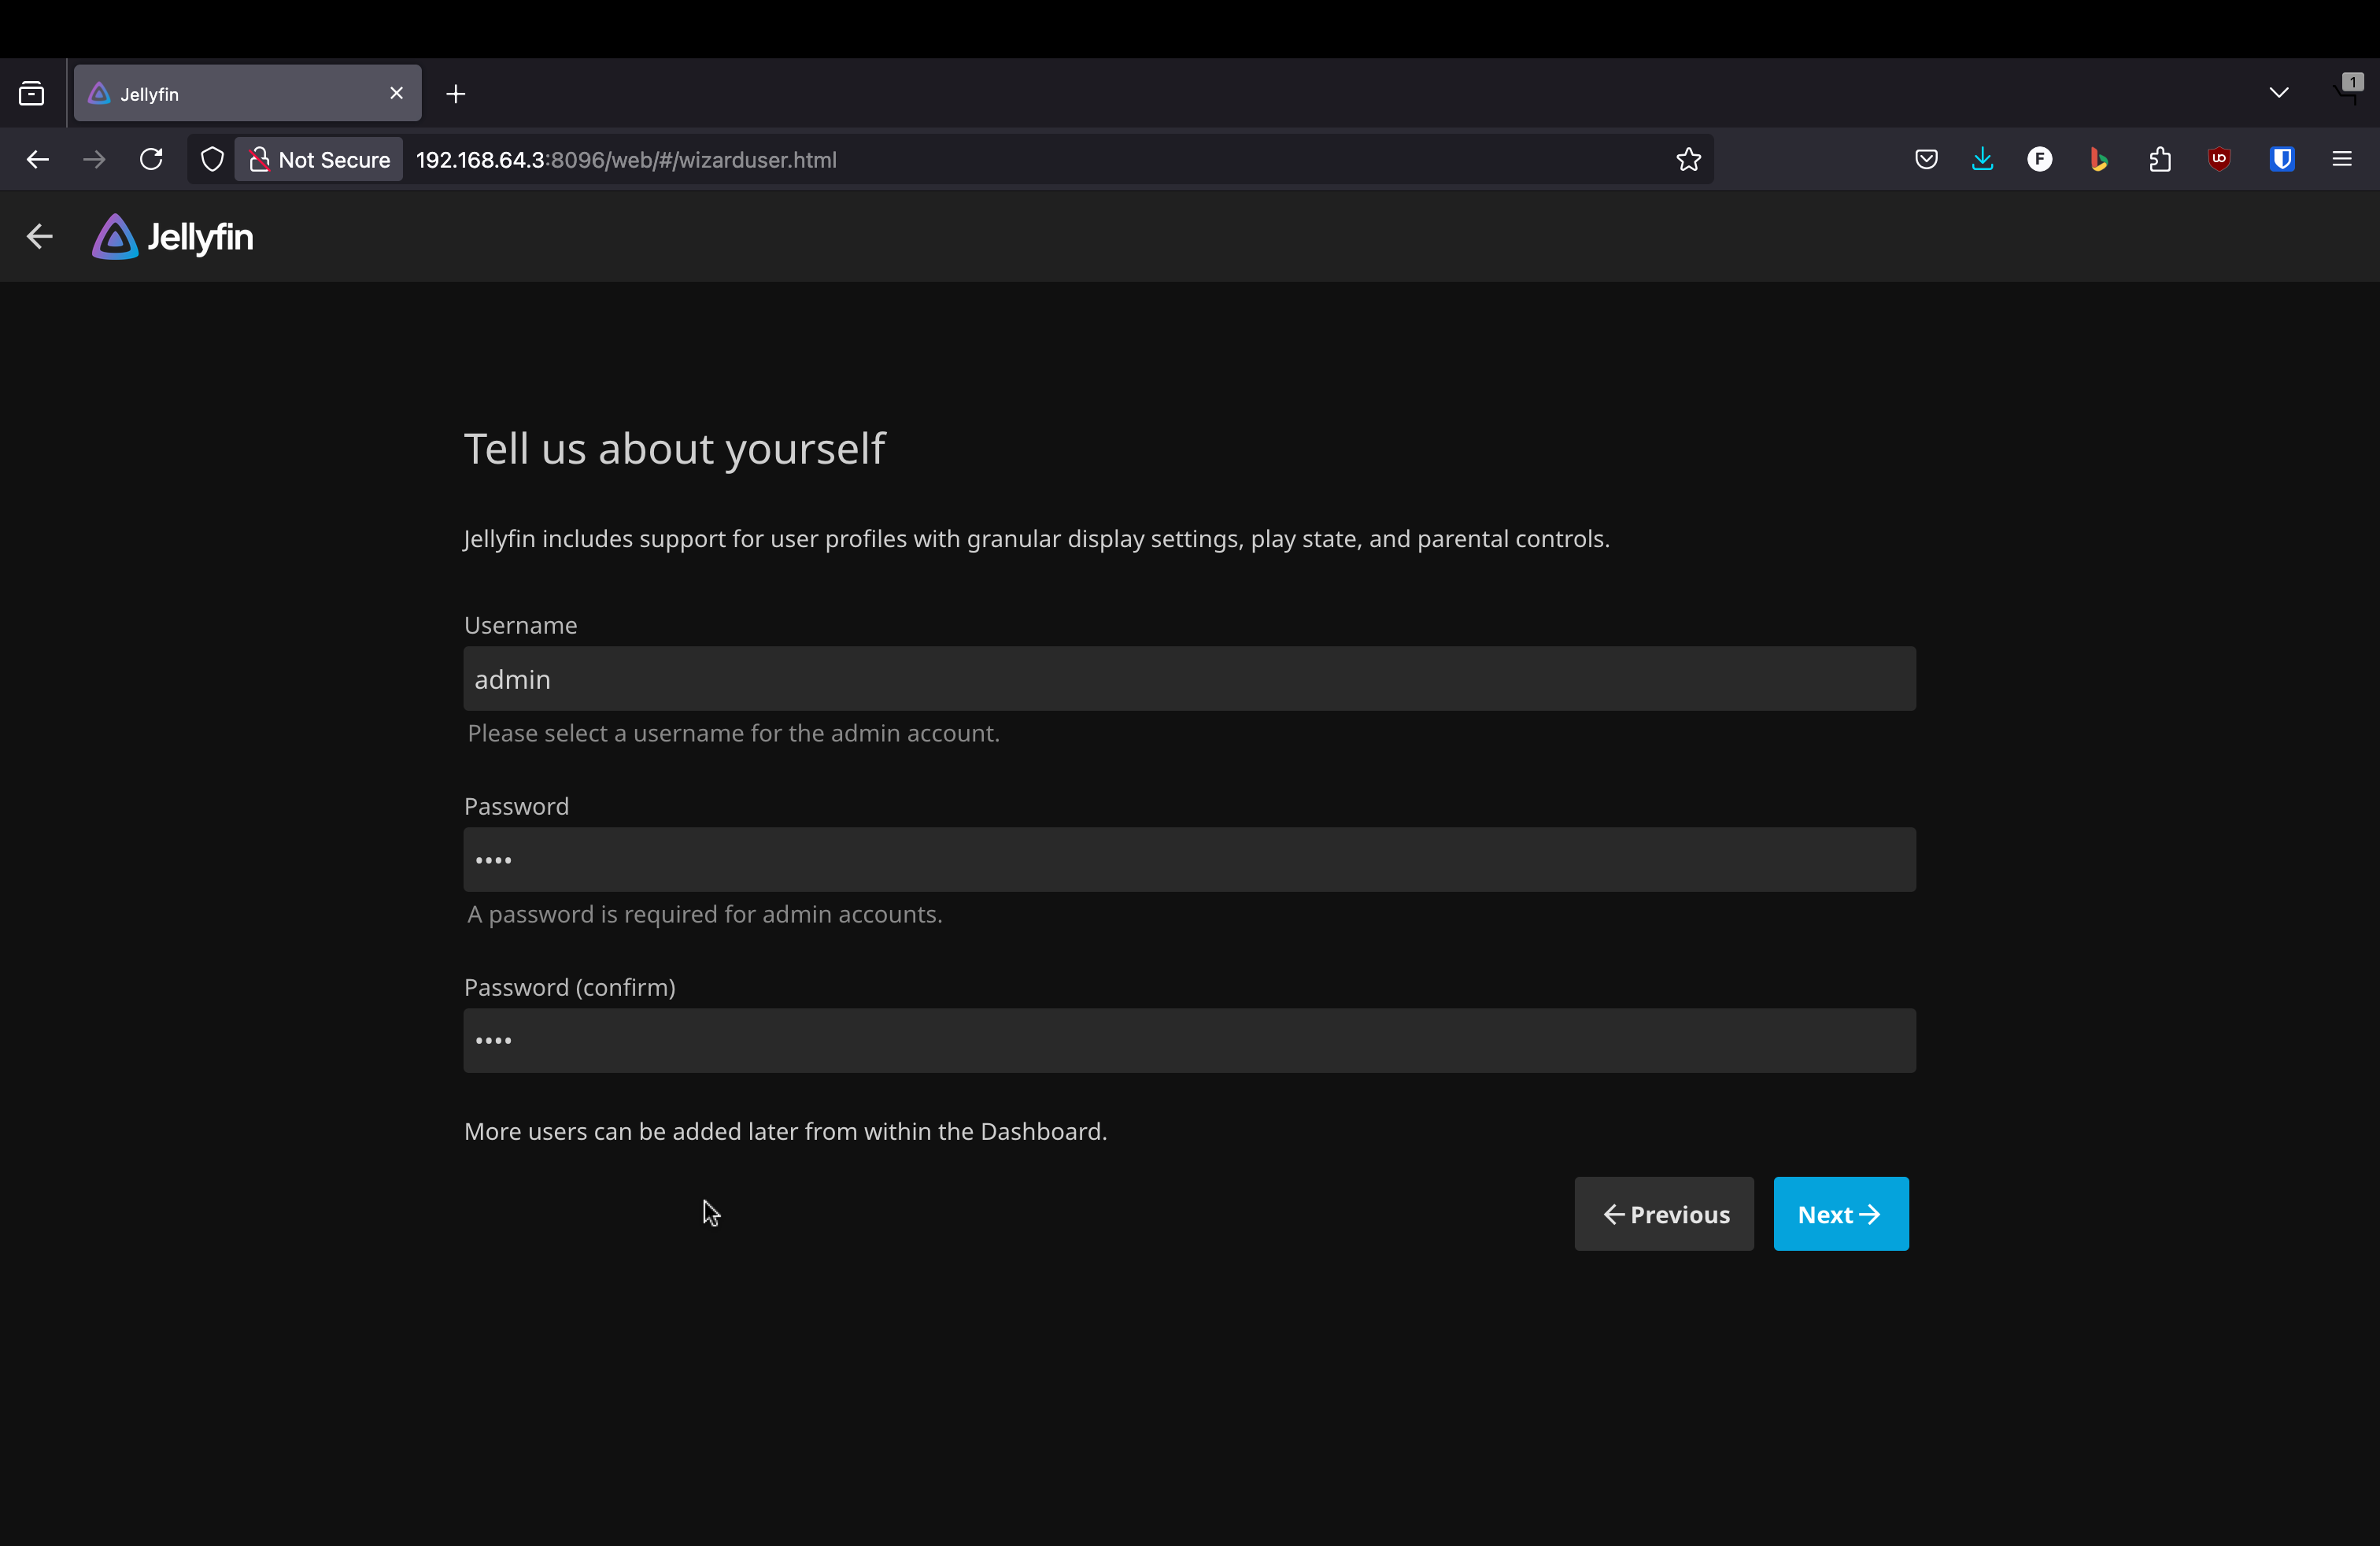 1
Jellyfin
Not Secure
192.168.64.3:8096/web/#/wizarduser.html
F
UO
Jellyfin
Tell us about yourself
Jellyfin includes support for user profiles with granular display settings, play state, and parental controls.
Username
admin
Please select a username for the admin account.
Password
••••
A password is required for admin accounts.
Password (confirm)
••••
More users can be added later from within the Dashboard.
Previous
Next